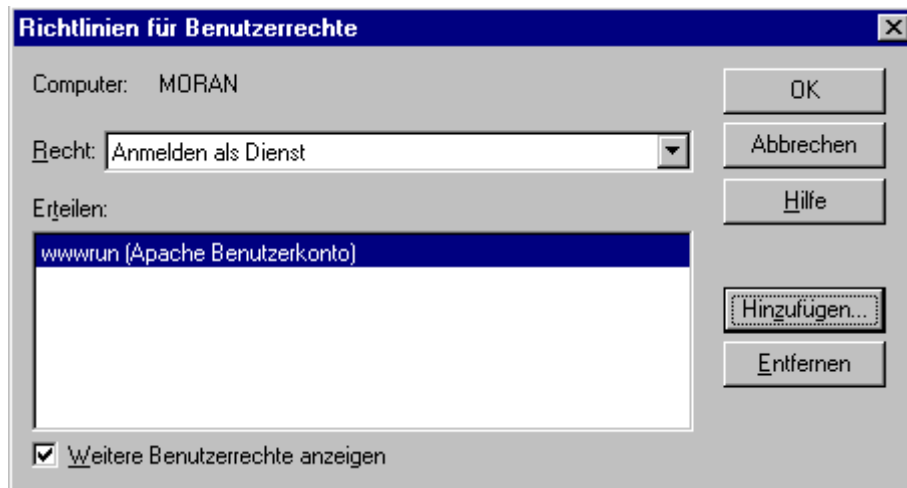 Richtlinien für Benutzerrechte
Computer: MORAN
OK
Recht: Anmelden als Dienst
Abbrechen
Erteilen:
Hilfe
wwwrun (Apache Benutzerkonto)
Hinzufügen...
Entfernen
Weitere Benutzerrechte anzeigen